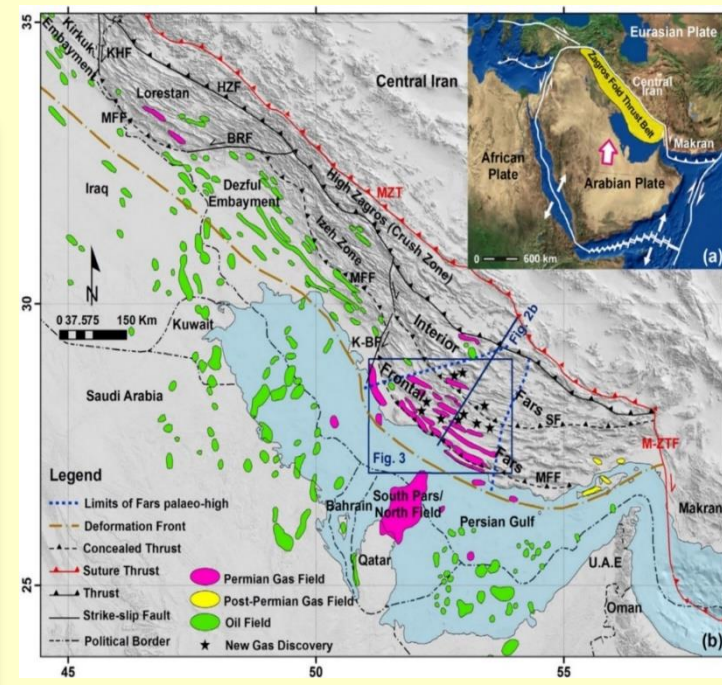 35
30
25
45
50
55
Kirkuk
Embayment
KHF
HZF
Lorestan
MFF
BRF
Central Iran
Iraq
Dezful
Embayment
Izeh Zone
High Zagros (Crush Zone)
MZT
MFF
N
0 37.575 150 Km
Kuwait
K-BF
Interior
Fars
Fig. 2b
Frontal
Fars
SF
Saudi Arabia
Fig. 3
MFF
M-ZTF
Makran
Bahrain
South Pars/
North Field
Persian Gulf
Qatar
U.A.E
Oman
(b)
Legend
Limits of Fars palaeo-high
Deformation Front
Concealed Thrust
Suture Thrust
Thrust
Strike-slip Fault
Political Border
Permian Gas Field
Post-Permian Gas Field
Oil Field
New Gas Discovery
Eurasian Plate
Zagros Fold Thrust Belt
Central
Iran
Makran
African
Plate
Arabian Plate
0 600 km
(a)